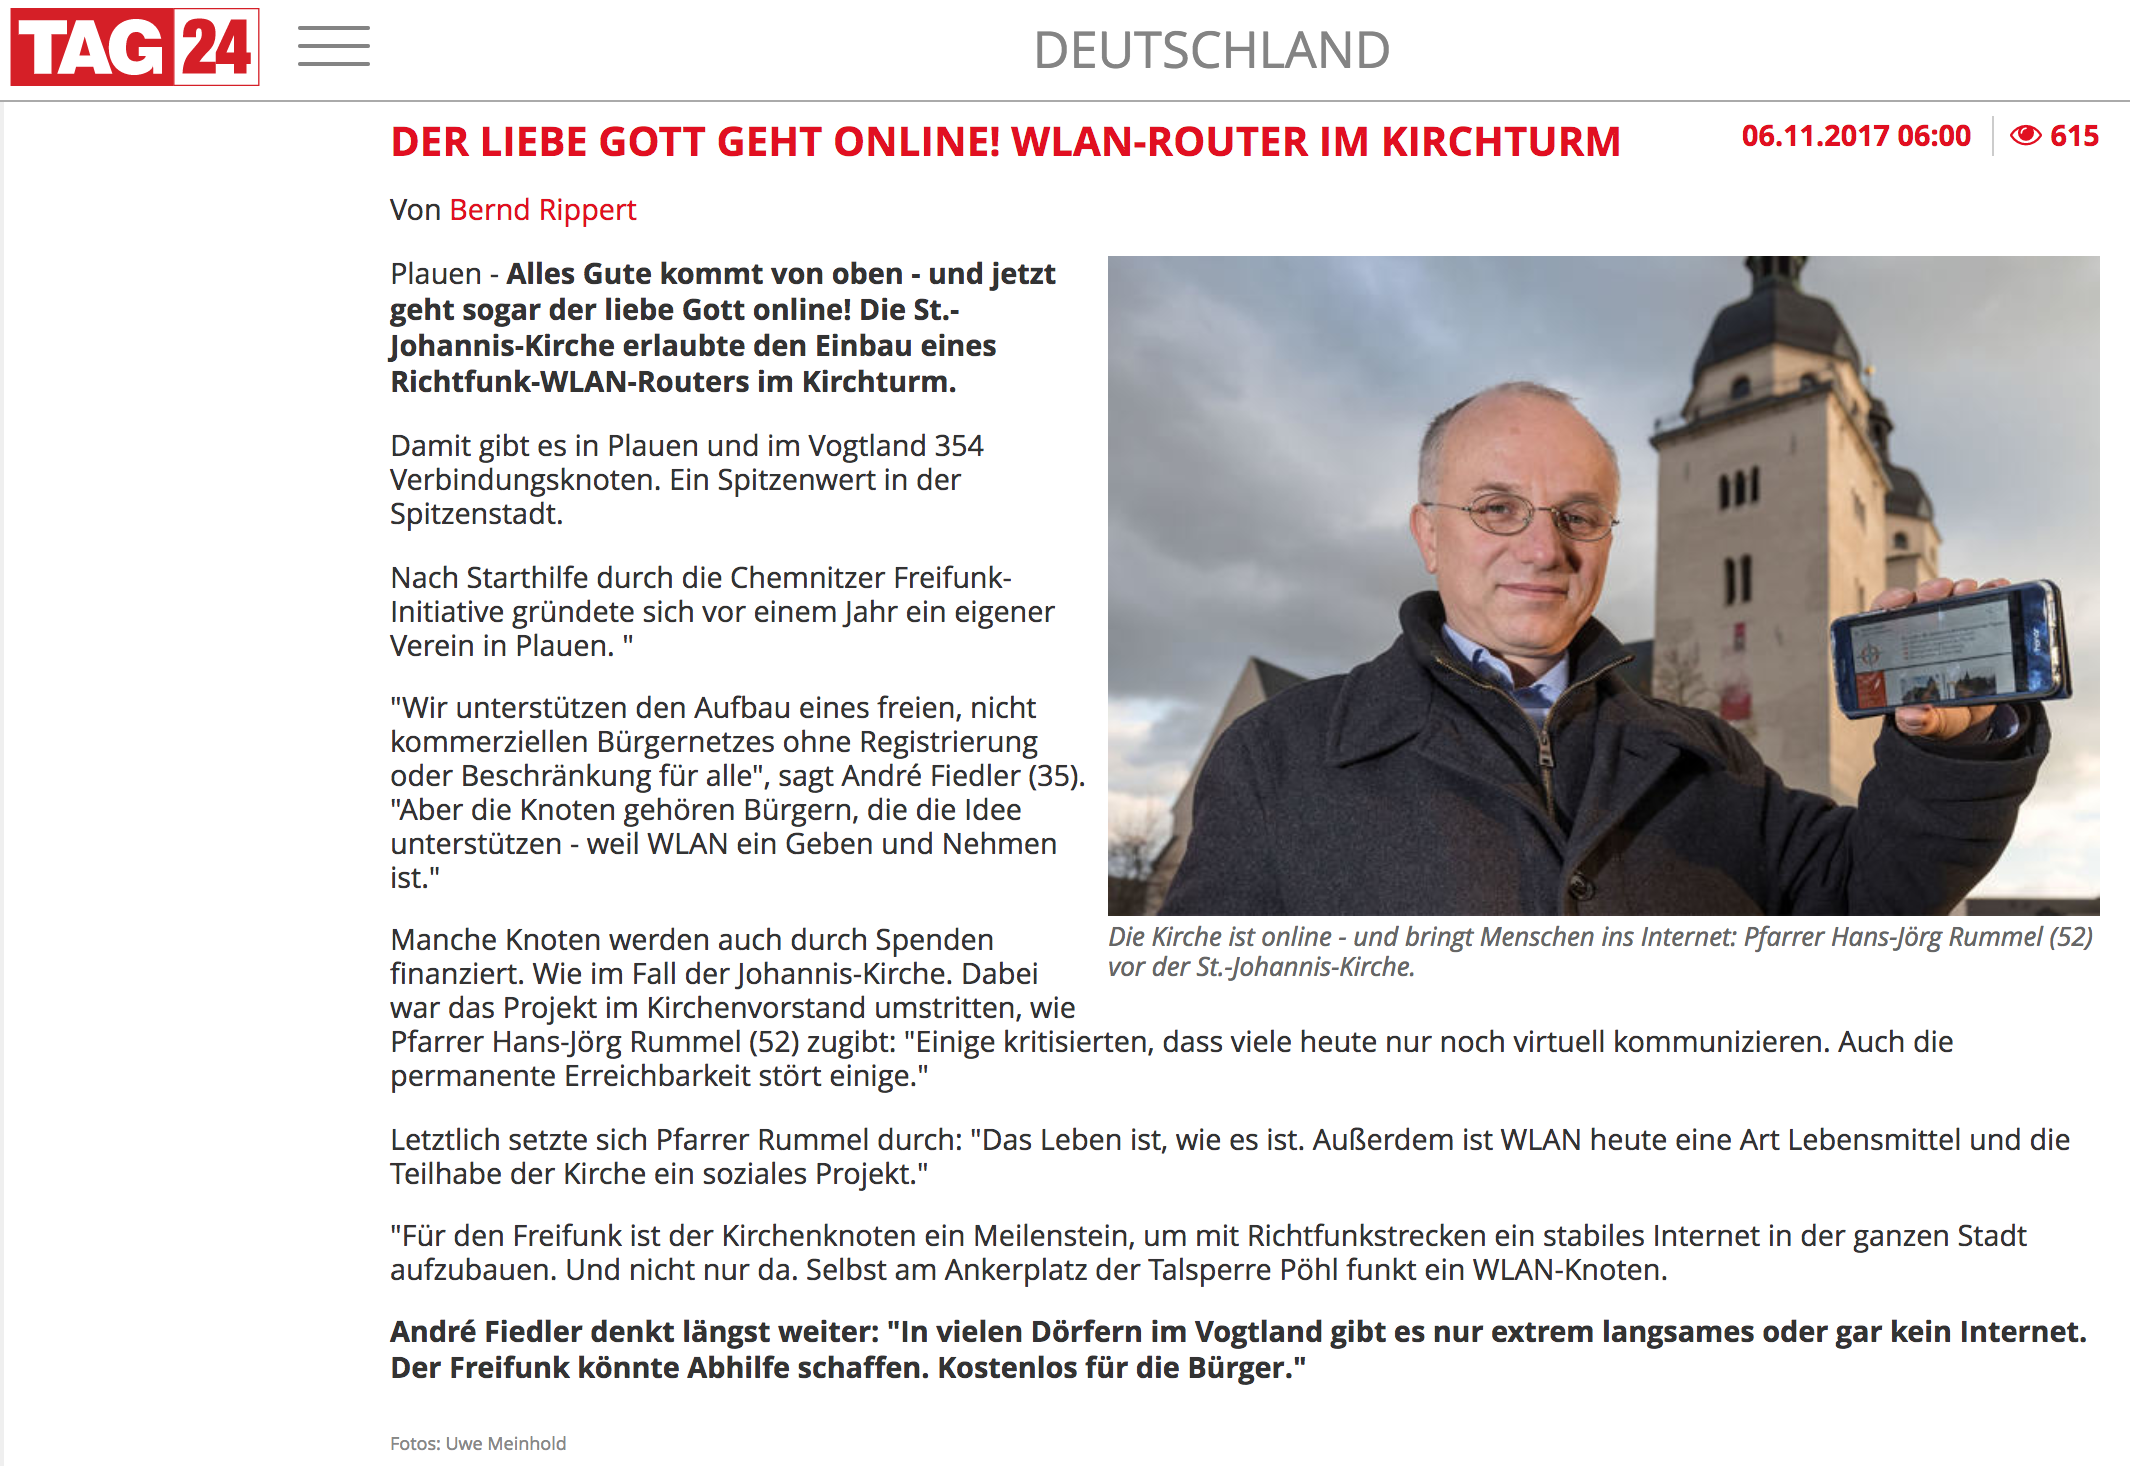 TAG24
DEUTSCHLAND
DER LIEBE GOTT GEHT ONLINE! WLAN-ROUTER IM KIRCHTURM
06.11.2017 06:00
615
Von Bernd Rippert
Plauen - Alles Gute kommt von oben - und jetzt
geht sogar der liebe Gott online! Die St.-
Johannis-Kirche erlaubte den Einbau eines
Richtfunk-WLAN-Routers im Kirchturm.
Damit gibt es in Plauen und im Vogtland 354
Verbindungsknoten. Ein Spitzenwert in der
Spitzenstadt.
Nach Starthilfe durch die Chemnitzer Freifunk-
Initiative gründete sich vor einem Jahr ein eigener
Verein in Plauen. "
"Wir unterstützen den Aufbau eines freien, nicht
kommerziellen Bürgernetzes ohne Registrierung
oder Beschränkung für alle", sagt André Fiedler (35).
"Aber die Knoten gehören Bürgern, die die Idee
unterstützen - weil WLAN ein Geben und Nehmen
ist."
Die Kirche ist online - und bringt Menschen ins Internet: Pfarrer Hans-Jörg Rummel (52)
vor der St.-Johannis-Kirche.
Manche Knoten werden auch durch Spenden
finanziert. Wie im Fall der Johannis-Kirche. Dabei
war das Projekt im Kirchenvorstand umstritten, wie
Pfarrer Hans-Jörg Rummel (52) zugibt: "Einige kritisierten, dass viele heute nur noch virtuell kommunizieren. Auch die
permanente Erreichbarkeit stört einige."
Letztlich setzte sich Pfarrer Rummel durch: "Das Leben ist, wie es ist. Außerdem ist WLAN heute eine Art Lebensmittel und die
Teilhabe der Kirche ein soziales Projekt."
"Für den Freifunk ist der Kirchenknoten ein Meilenstein, um mit Richtfunkstrecken ein stabiles Internet in der ganzen Stadt
aufzubauen. Und nicht nur da. Selbst am Ankerplatz der Talsperre Pöhl funkt ein WLAN-Knoten.
André Fiedler denkt längst weiter: "In vielen Dörfern im Vogtland gibt es nur extrem langsames oder gar kein Internet.
Der Freifunk könnte Abhilfe schaffen. Kostenlos für die Bürger."
Fotos: Uwe Meinhold